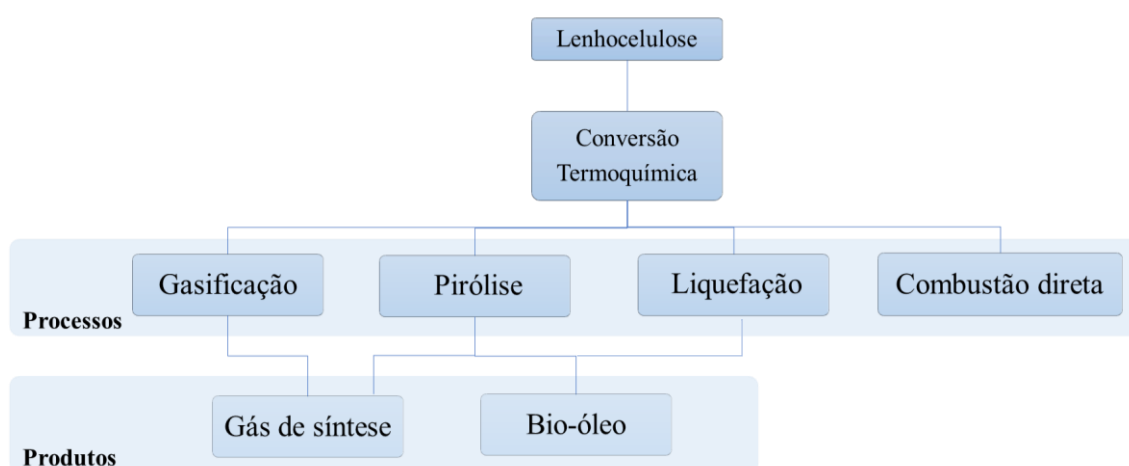 Lenhocelulose
Conversão
Termoquímica
Gasificação
Pirólise
Liquefação
Combustão direta
Processos
Gás de síntese
Bio-óleo
Produtos